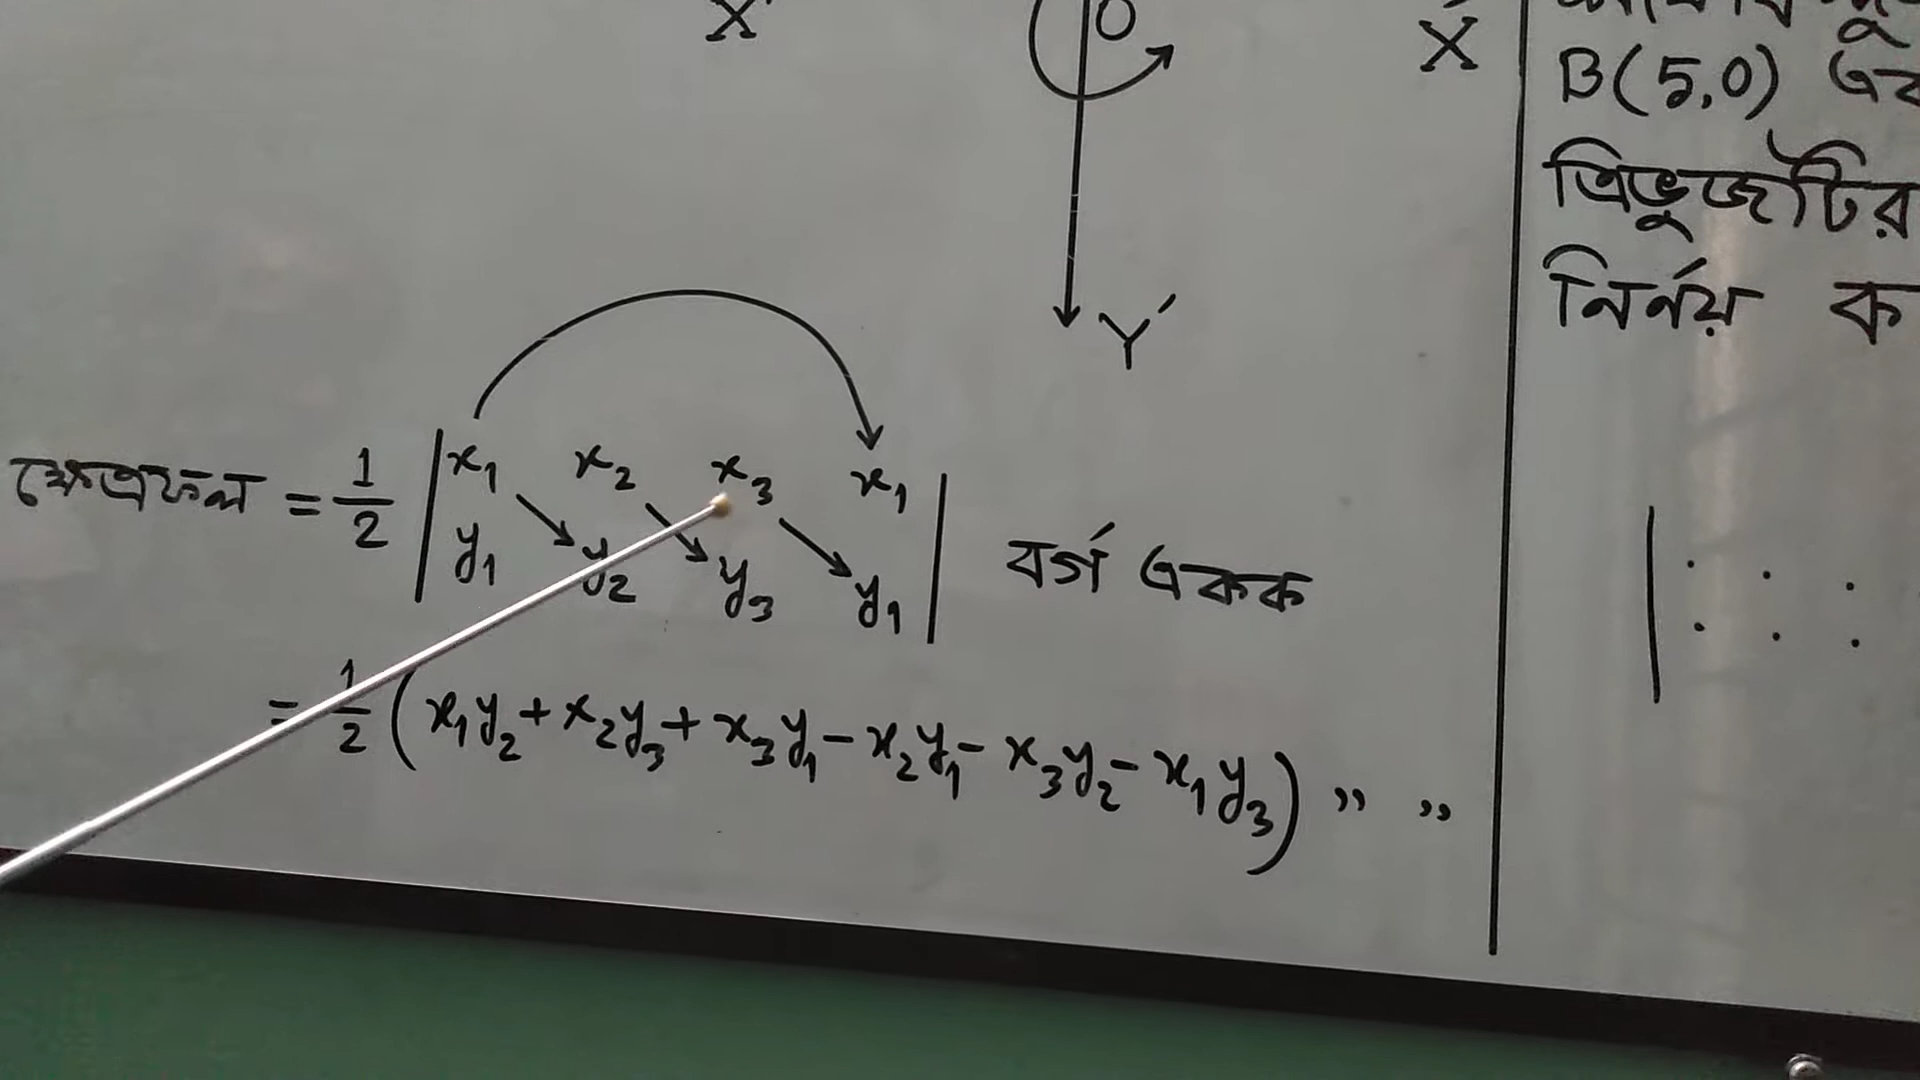 X'
O
X
Y'
ক্ষেত্রফল = 1/2 | x₁ x₂ x₃ x₁ |
y₁ y₂ y₃ y₁
বর্গ একক
= 1/2 (x₁y₂ + x₂y₃ + x₃y₁ - x₂y₁ - x₃y₂ - x₁y₃) " "
B(5,0)
ত্রিভুজটির
নির্নয়